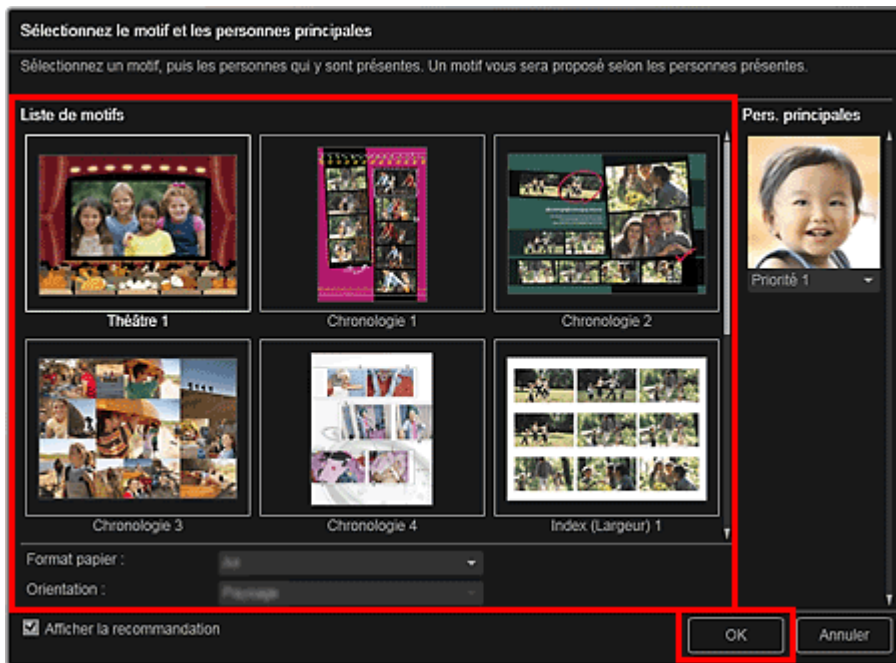 Sélectionnez le motif et les personnes principales
Sélectionnez un motif, puis les personnes qui y sont présentes. Un motif vous sera proposé selon les personnes présentes.
Liste de motifs
Pers. principales
Théâtre 1
Chronologie 1
Chronologie 2
Priorité 1
Chronologie 3
Chronologie 4
Index (Largeur) 1
Format papier :
Orientation :
Afficher la recommandation
OK
Annuler